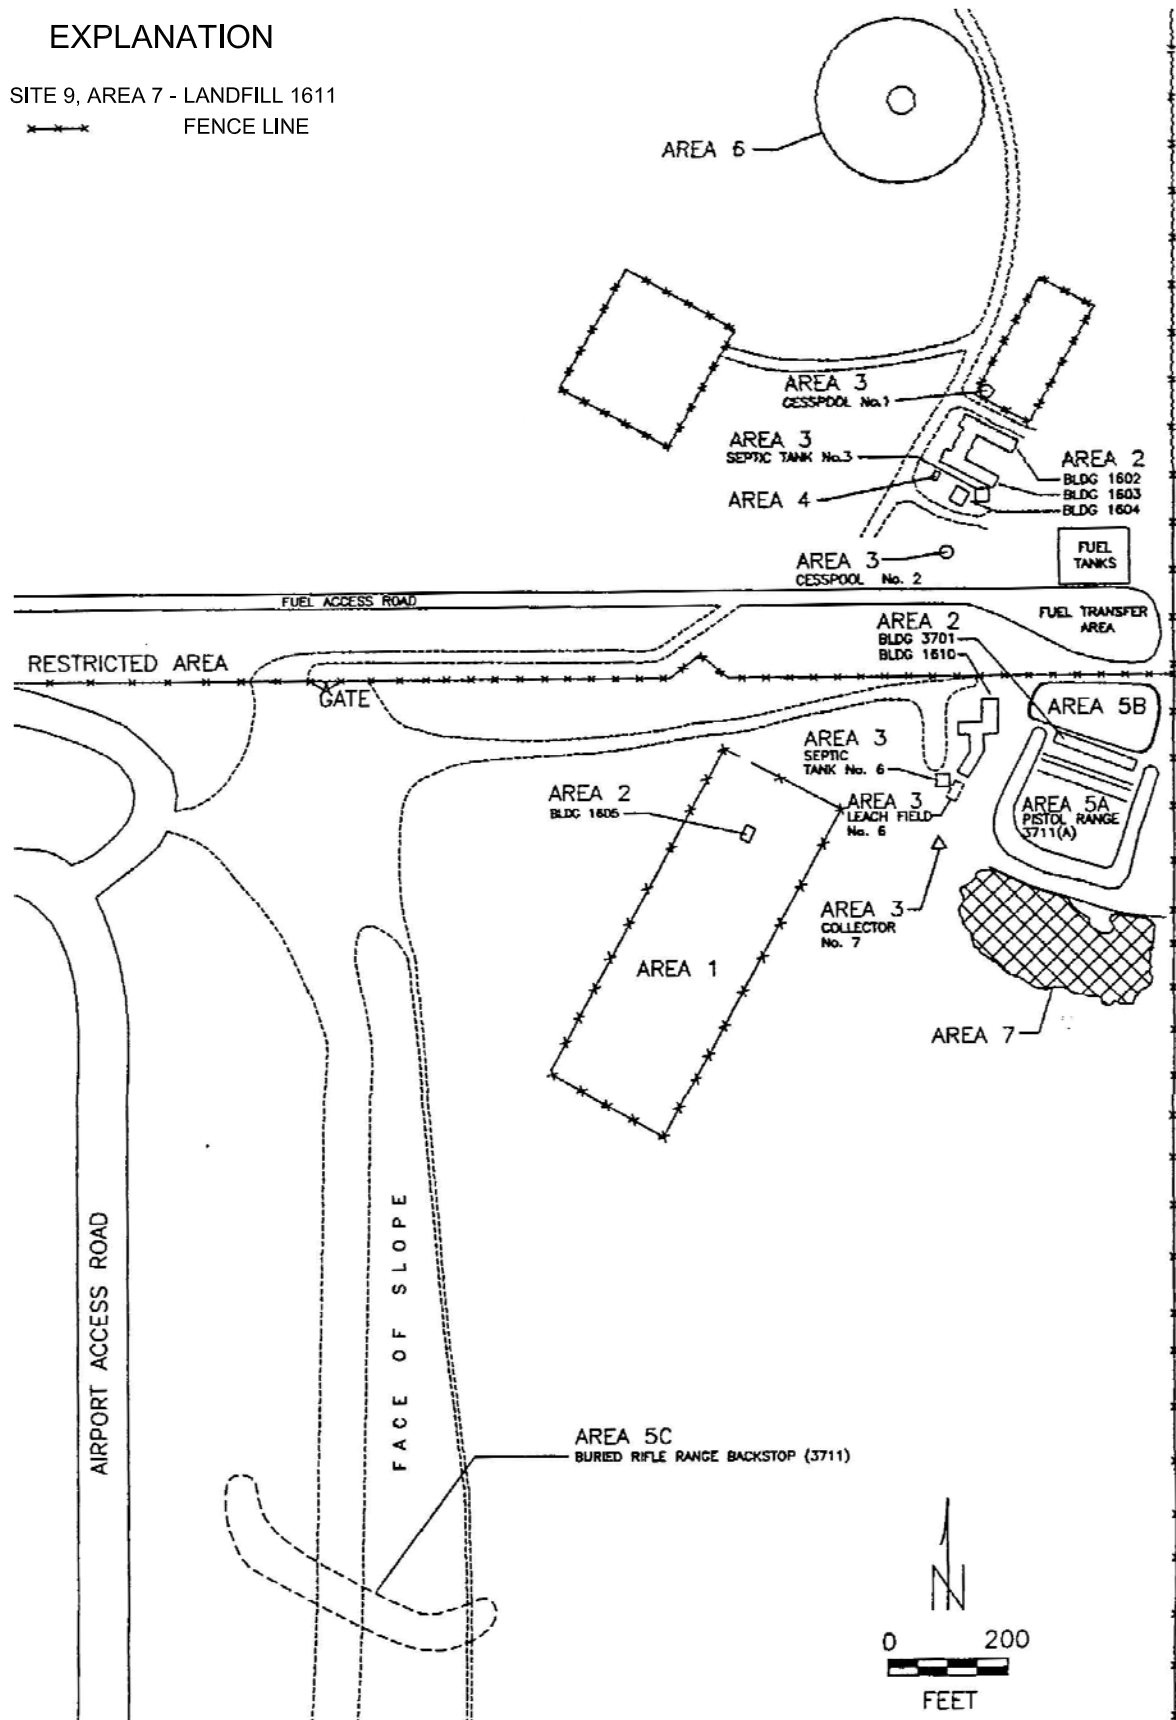 EXPLANATION
SITE 9, AREA 7 - LANDFILL 1611
FENCE LINE
AREA 6
AREA 3
CESSPOOL No.1
AREA 3
SEPTIC TANK No.3
AREA 4
AREA 2
BLDG 1602
BLDG 1603
BLDG 1604
AREA 3
CESSPOOL No. 2
FUEL
TANKS
FUEL ACCESS ROAD
FUEL TRANSFER
AREA
AREA 2
BLDG 3701
BLDG 1610
RESTRICTED AREA
GATE
AREA 5B
AREA 3
SEPTIC
TANK No. 6
AREA 2
BLDG 1605
AREA 3
LEACH FIELD
No. 6
AREA 5A
PISTOL RANGE
3711(A)
AREA 3
COLLECTOR
No. 7
AREA 1
AREA 7
AIRPORT ACCESS ROAD
FACE OF SLOPE
AREA 5C
BURIED RIFLE RANGE BACKSTOP (3711)
N
0 200
FEET